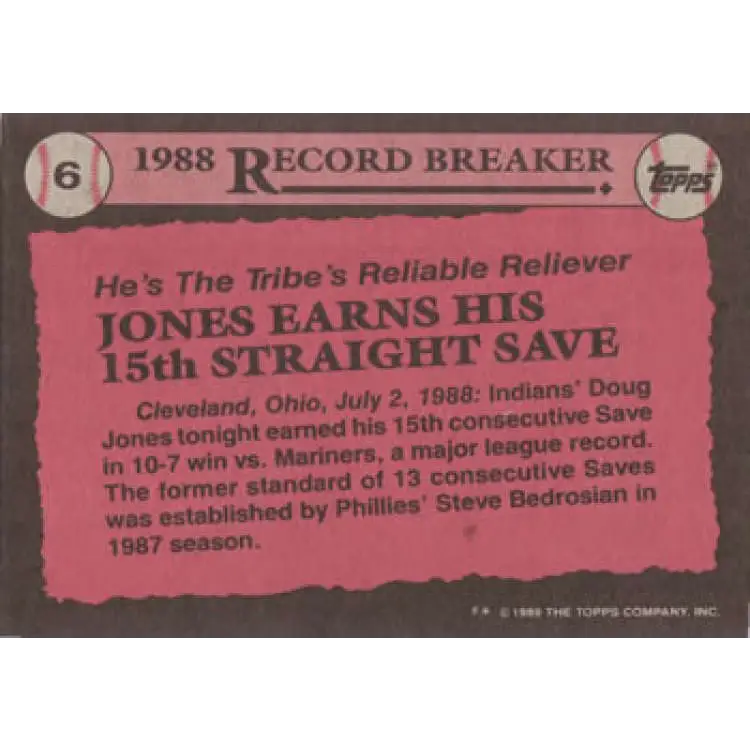 6
1988 RECORD BREAKER
TOPPS
He's The Tribe's Reliable Reliever
JONES EARNS HIS
15th STRAIGHT SAVE
Cleveland, Ohio, July 2, 1988: Indians' Doug
Jones tonight earned his 15th consecutive Save
in 10-7 win vs. Mariners, a major league record.
The former standard of 13 consecutive Saves
was established by Phillies' Steve Bedrosian in
1987 season.
F* © 1989 THE TOPPS COMPANY, INC.